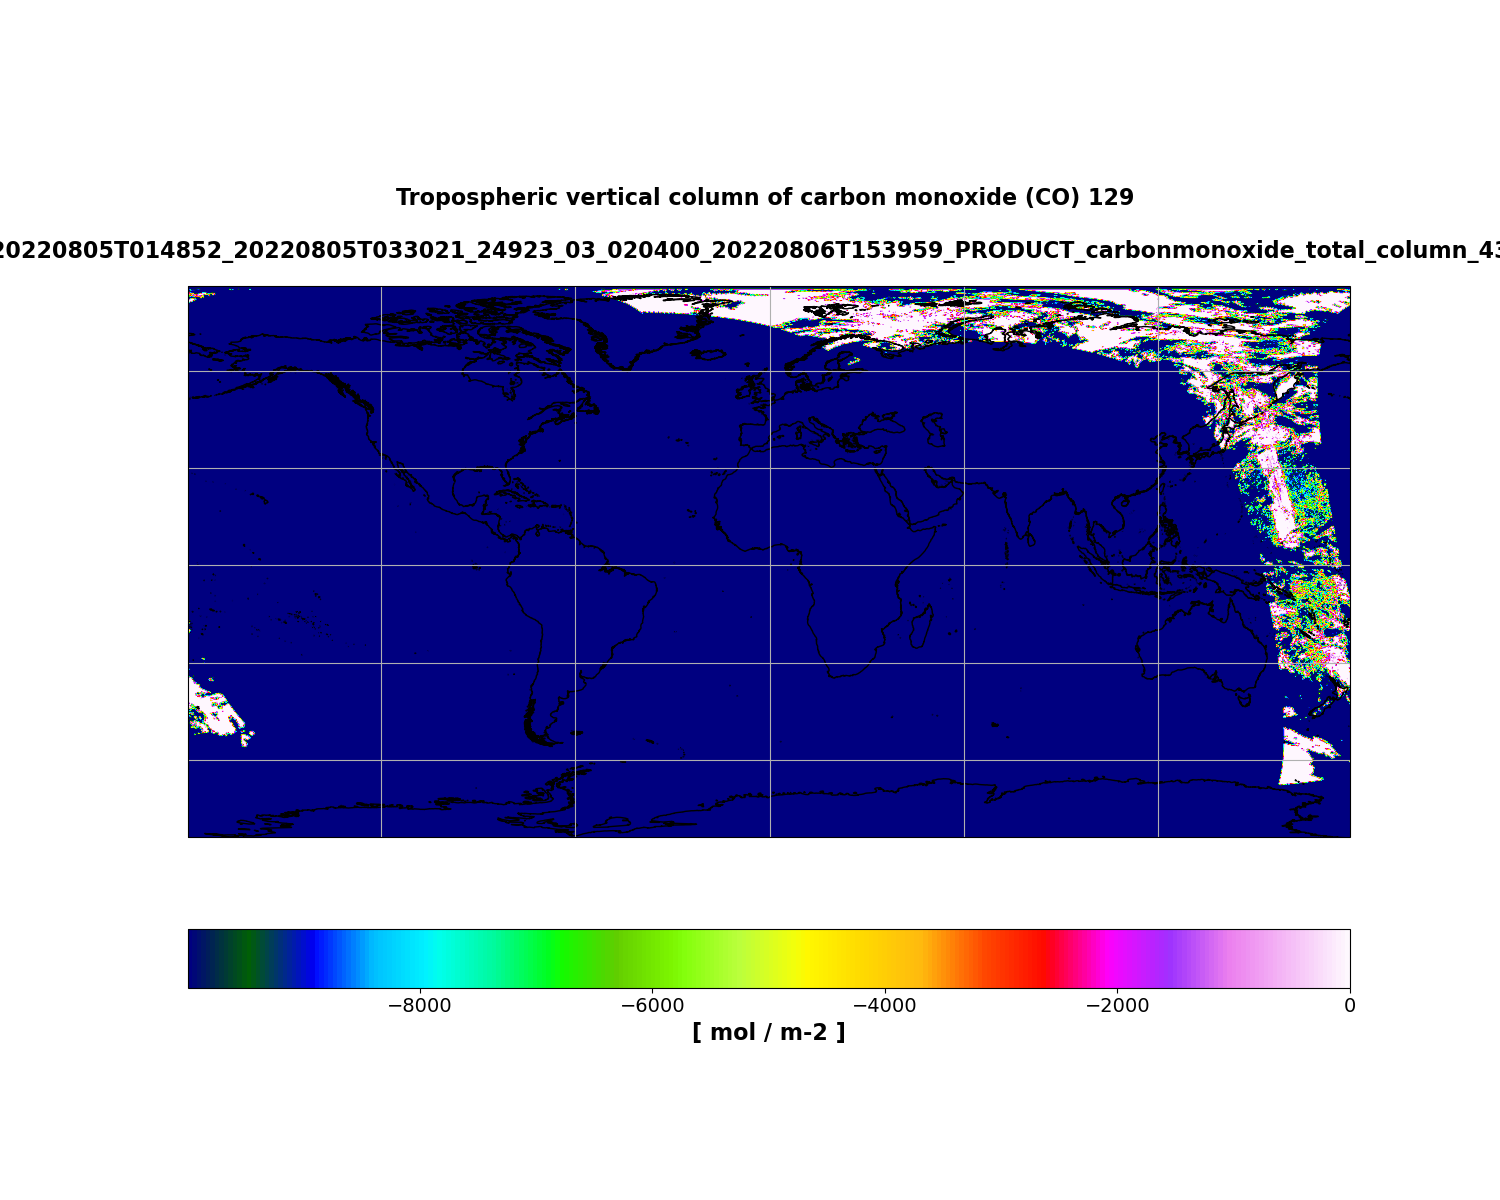 Tropospheric vertical column of carbon monoxide (CO) 129
20220805T014852_20220805T033021_24923_03_020400_20220806T153959_PRODUCT_carbonmonoxide_total_column_43
−8000 −6000 −4000 −2000 0
[ mol / m-2 ]